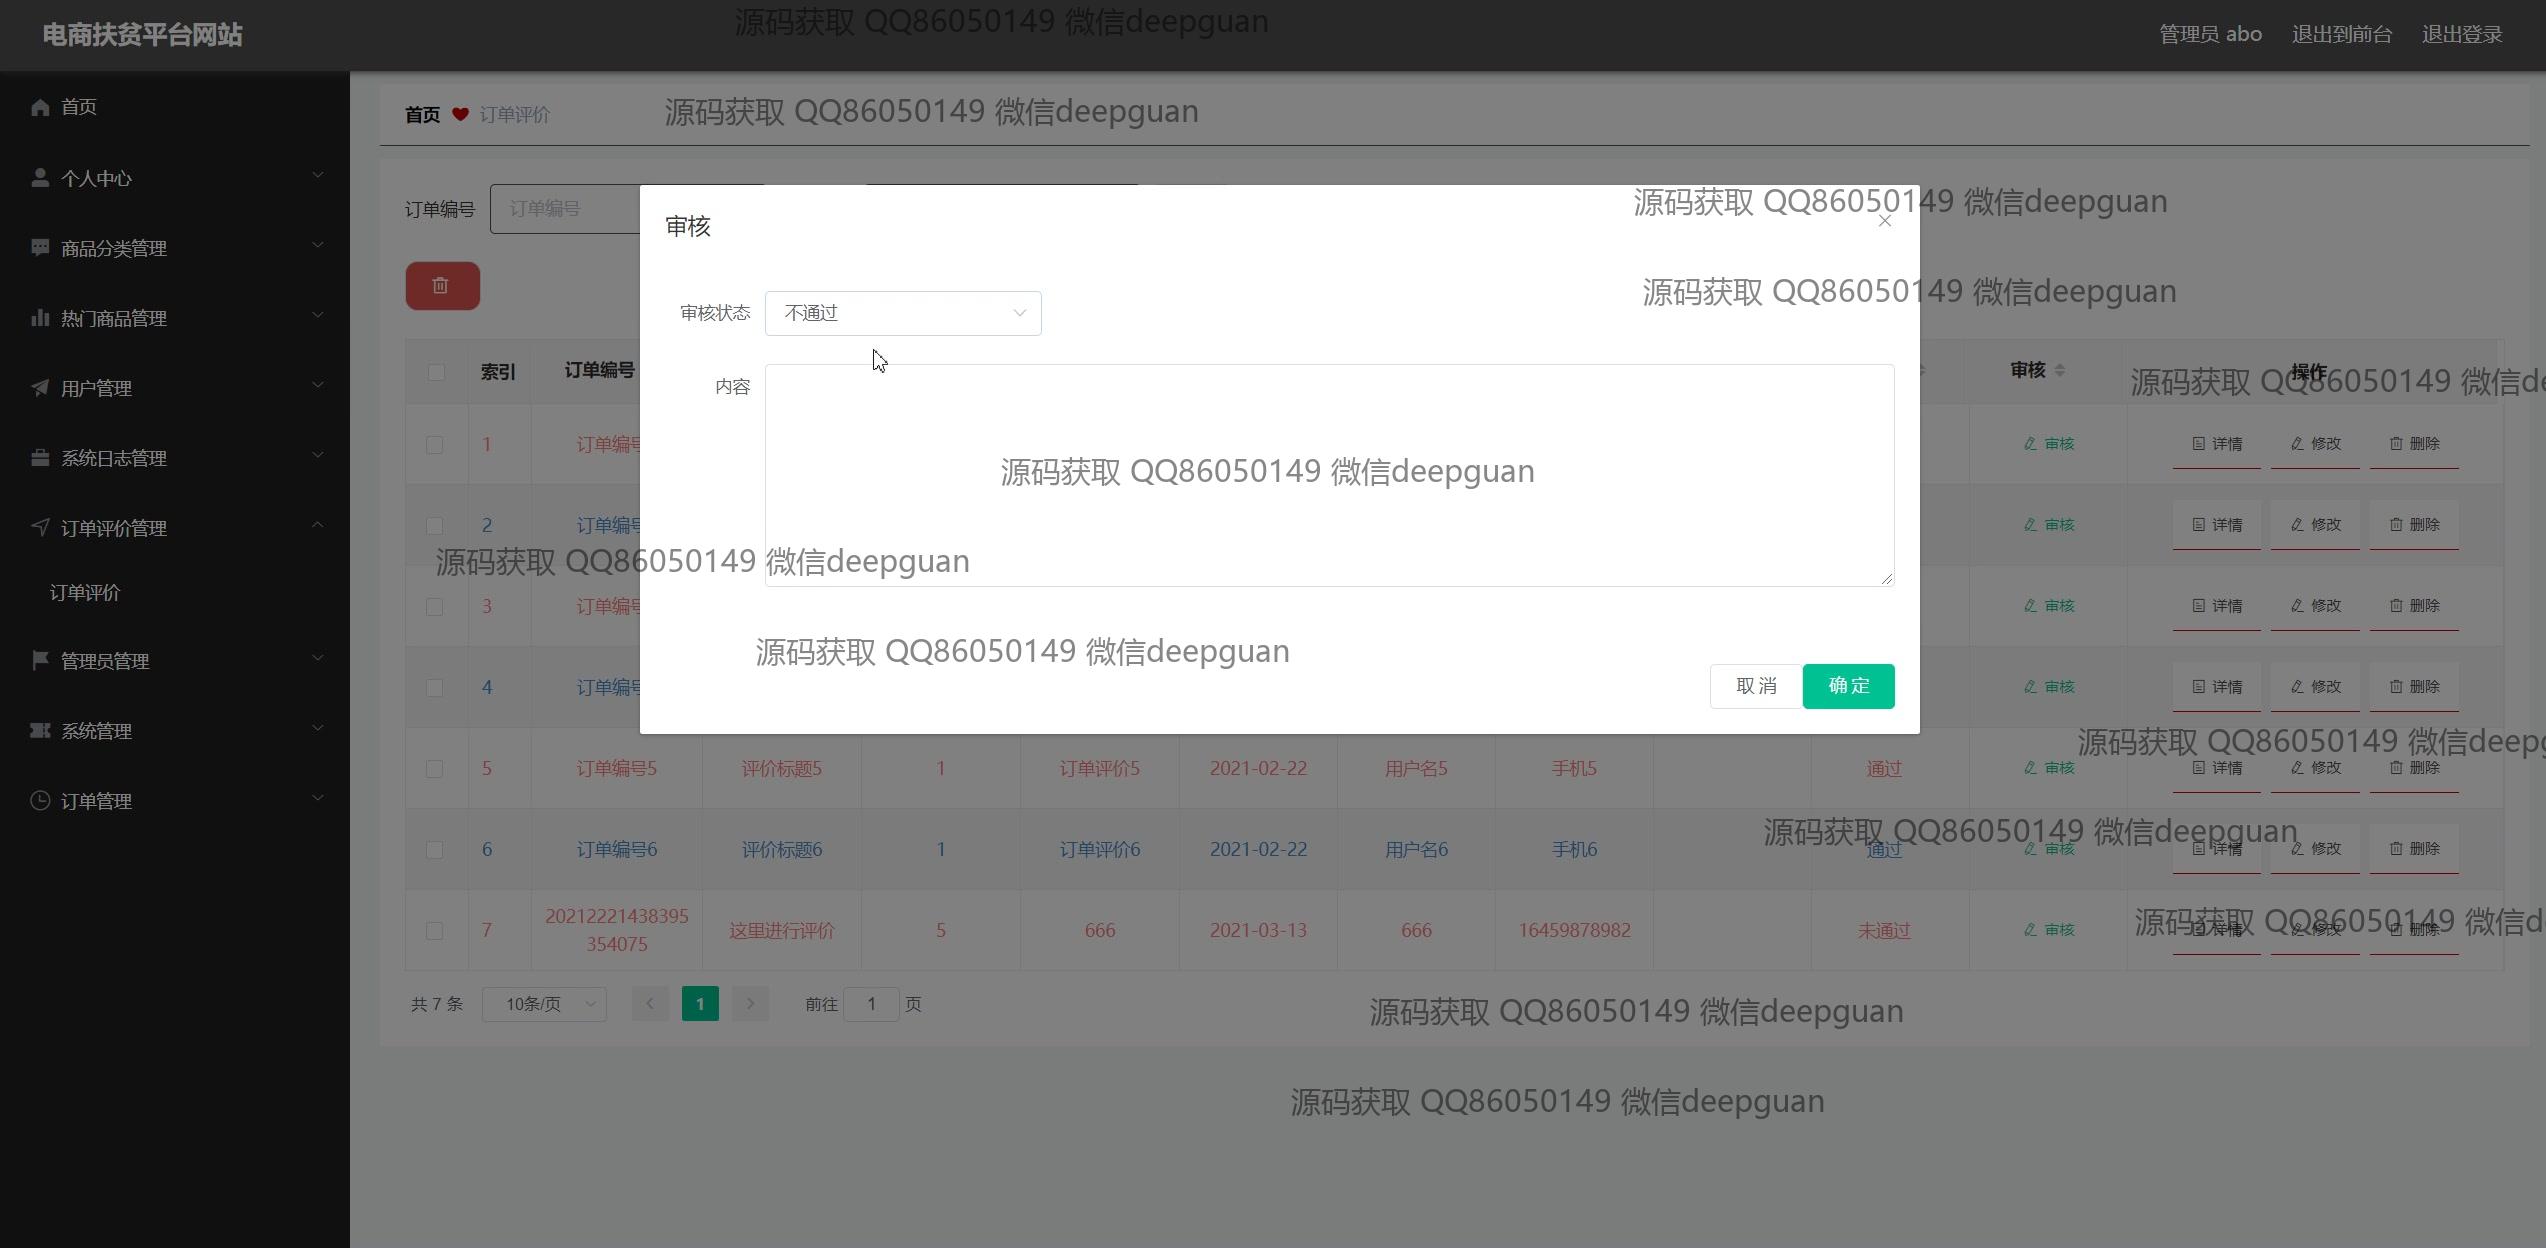 电商扶贫平台网站
源码获取 QQ86050149 微信deepguan
管理员 abo 退出到前台 退出登录
首页
个人中心
商品分类管理
热门商品管理
用户管理
系统日志管理
订单评价管理
订单评价
管理员管理
系统管理
订单管理
首页 订单评价
源码获取 QQ86050149 微信deepguan
订单编号 订单编号
源码获取 QQ86050149 微信deepguan
审核
源码获取 QQ86050149 微信deepguan
审核状态 不通过
内容
源码获取 QQ86050149 微信deepguan
源码获取 QQ86050149 微信deepguan
源码获取 QQ86050149 微信deepguan
取消 确定
索引 订单编号 审核 操作
源码获取 QQ86050149 微信de
1 订单编号 审核 详情 修改 删除
2 订单编号 审核 详情 修改 删除
3 订单编号 审核 详情 修改 删除
4 订单编号 审核 详情 修改 删除
源码获取 QQ86050149 微信deep
5 订单编号5 评价标题5 1 订单评价5 2021-02-22 用户名5 手机5 通过 审核 详情 修改 删除
源码获取 QQ86050149 微信deepguan
6 订单编号6 评价标题6 1 订单评价6 2021-02-22 用户名6 手机6 通过 审核 详情 修改 删除
源码获取 QQ86050149 微信d
7 20212221438395 这里进行评价 5 666 2021-03-13 666 16459878982 未通过 审核 详情 修改 删除
354075
共 7 条 10条/页 1 前往 1 页
源码获取 QQ86050149 微信deepguan
源码获取 QQ86050149 微信deepguan